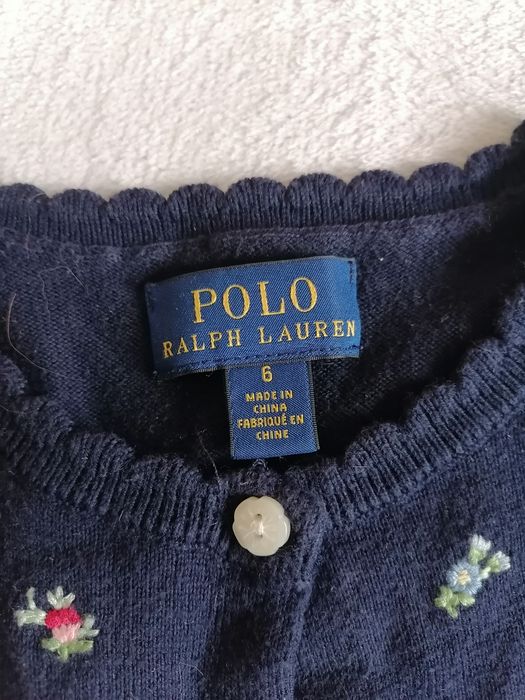 POLO
RALPH LAUREN
6
MADE IN
CHINA
FABRIQUÉ EN
CHINE